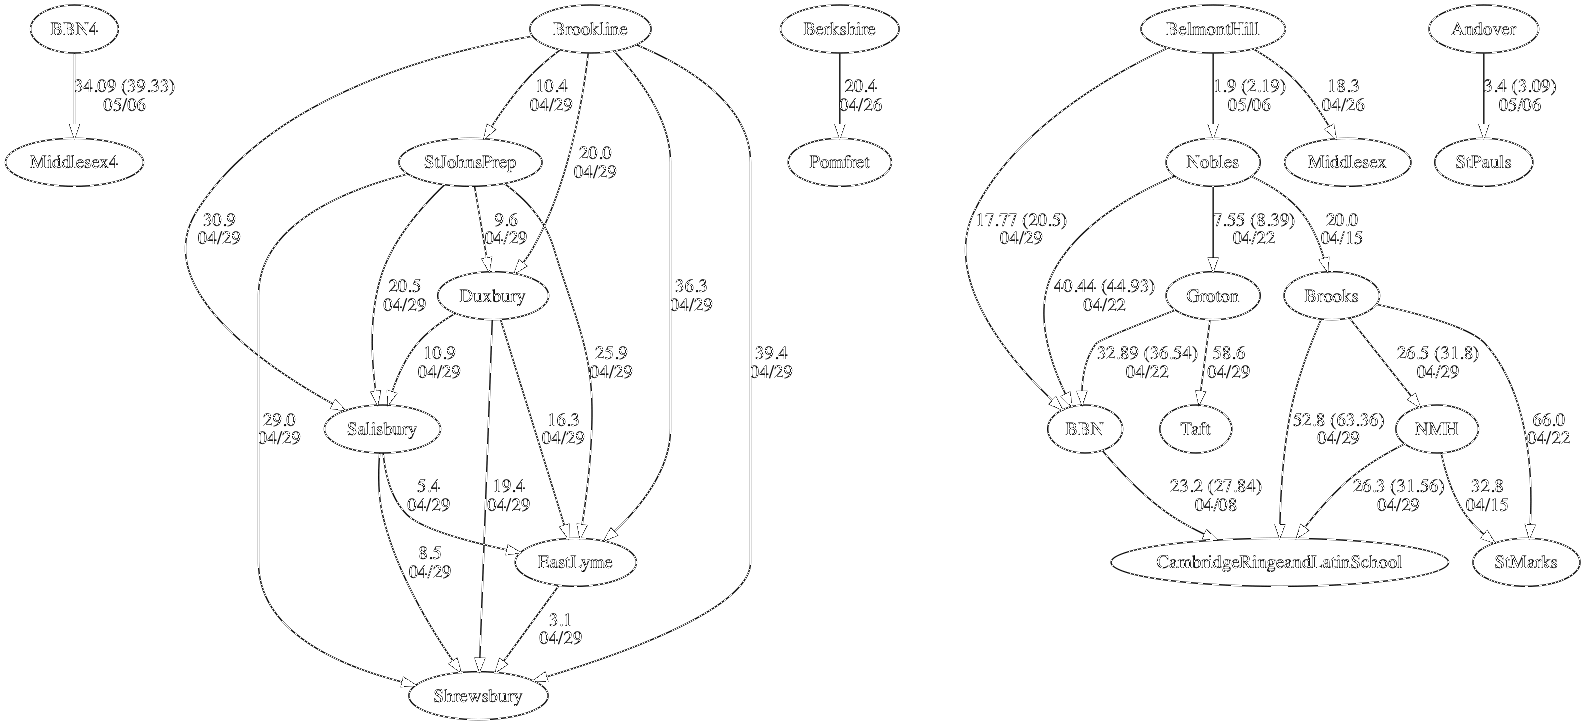 BBN4
Brookline
Berkshire
BelmontHill
Andover
34.09 (39.33)
05/06
10.4
04/29
20.4
04/26
1.9 (2.19)
05/06
18.3
04/26
3.4 (3.09)
05/06
Middlesex4
StJohnsPrep
20.0
04/29
Pomfret
Nobles
Middlesex
StPauls
30.9
04/29
9.6
04/29
17.77 (20.5)
04/29
7.55 (8.39)
04/22
20.0
04/15
20.5
04/29
Duxbury
36.3
04/29
40.44 (44.93)
04/22
Groton
Brooks
10.9
04/29
25.9
04/29
39.4
04/29
32.89 (36.54)
04/22
58.6
04/29
26.5 (31.8)
04/29
29.0
04/29
Salisbury
16.3
04/29
BBN
Taft
52.8 (63.36)
04/29
NMH
66.0
04/22
5.4
04/29
19.4
04/29
23.2 (27.84)
04/08
26.3 (31.56)
04/29
32.8
04/15
8.5
04/29
EastLyme
CambridgeRingeandLatinSchool
StMarks
3.1
04/29
Shrewsbury